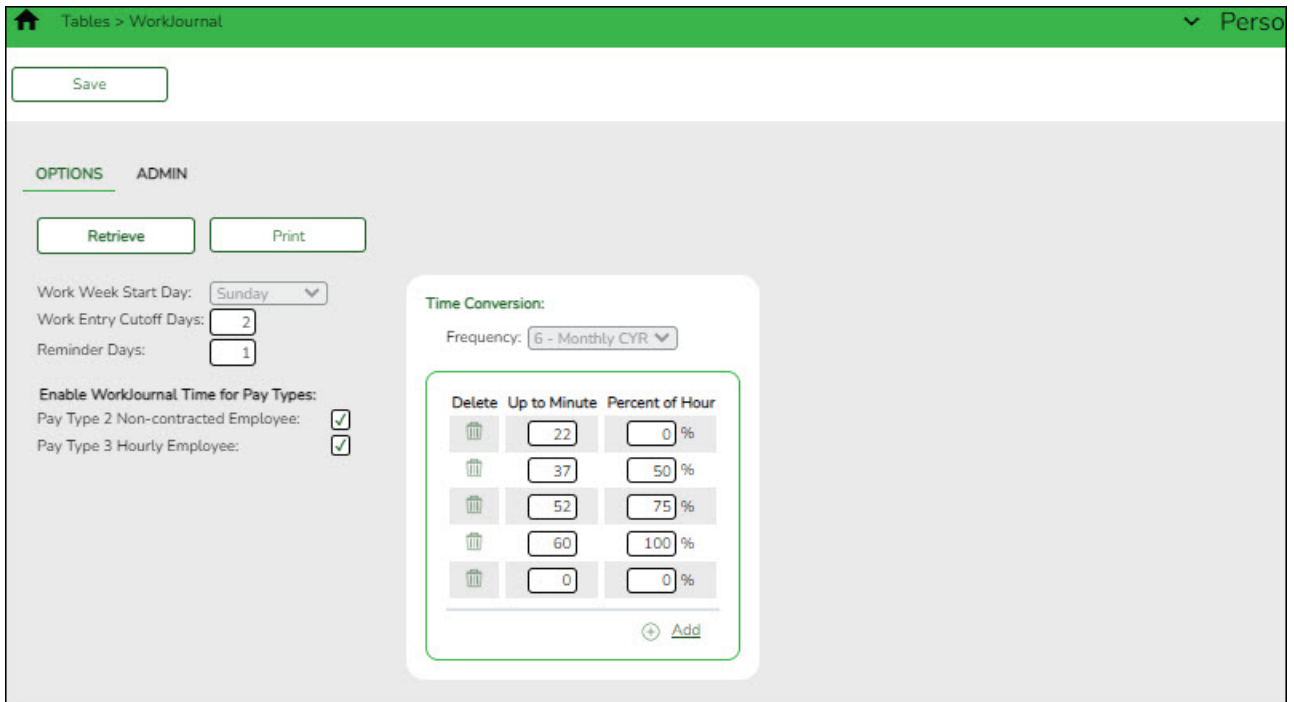 Tables > WorkJournal
Perso
Save
OPTIONS ADMIN
Retrieve Print
Work Week Start Day: Sunday
Work Entry Cutoff Days: 2
Reminder Days: 1
Enable WorkJournal Time for Pay Types:
Pay Type 2 Non-contracted Employee:
Pay Type 3 Hourly Employee:
Time Conversion:
Frequency: 6 - Monthly CYR
Delete Up to Minute Percent of Hour
22 0 %
37 50 %
52 75 %
60 100 %
0 0 %
Add